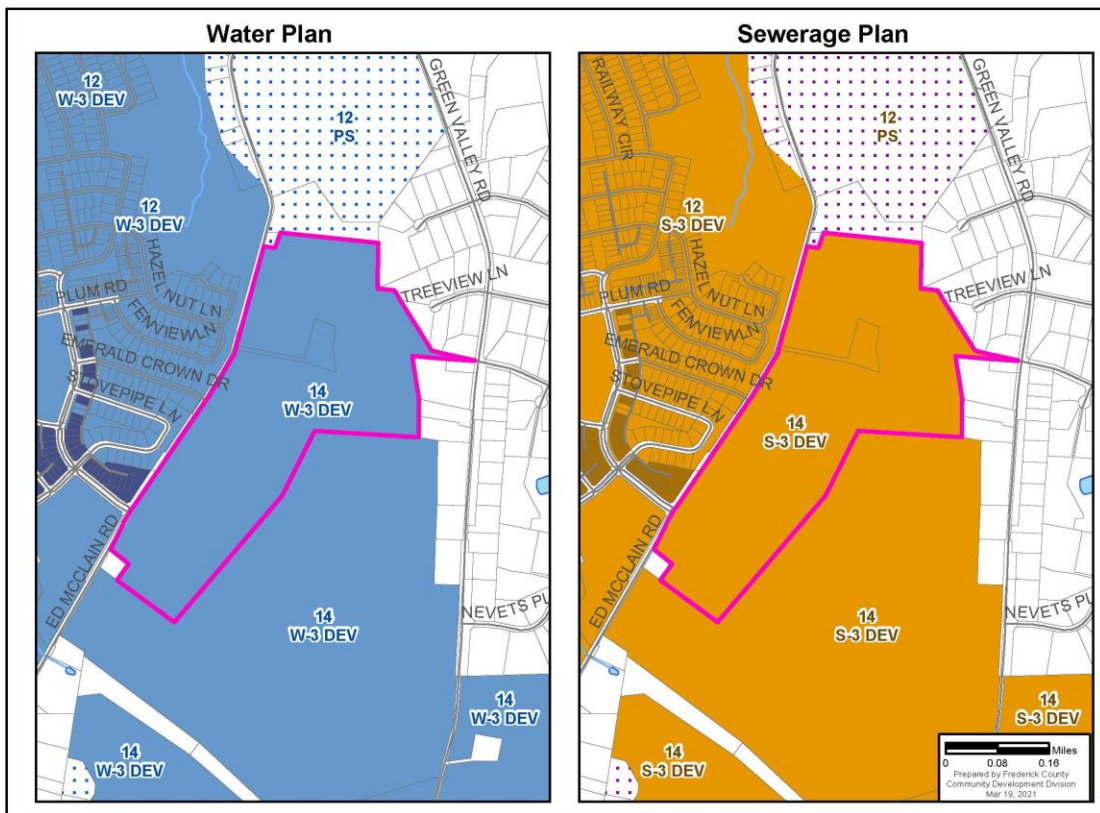 Water Plan
12
W-3 DEV
12
PS
GREEN VALLEY RD
12
W-3 DEV
HAZEL NUT LN
PLUM RD
FENVIEW LN
TREEVIEW LN
EMERALD CROWN DR
STOVEPIPE LN
14
W-3 DEV
ED MCCLAIN RD
NEVETS PL
14
W-3 DEV
14
W-3 DEV
14
W-3 DEV
Sewerage Plan
RAILWAY CIR
12
PS
GREEN VALLEY RD
12
S-3 DEV
HAZEL NUT LN
PLUM RD
FENVIEW LN
TREEVIEW LN
EMERALD CROWN DR
STOVEPIPE LN
14
S-3 DEV
ED MCCLAIN RD
NEVETS PL
14
S-3 DEV
14
S-3 DEV
14
S-3 DEV
Miles
0 0.08 0.16
Prepared by Frederick County
Community Development Division
Mar 19, 2021